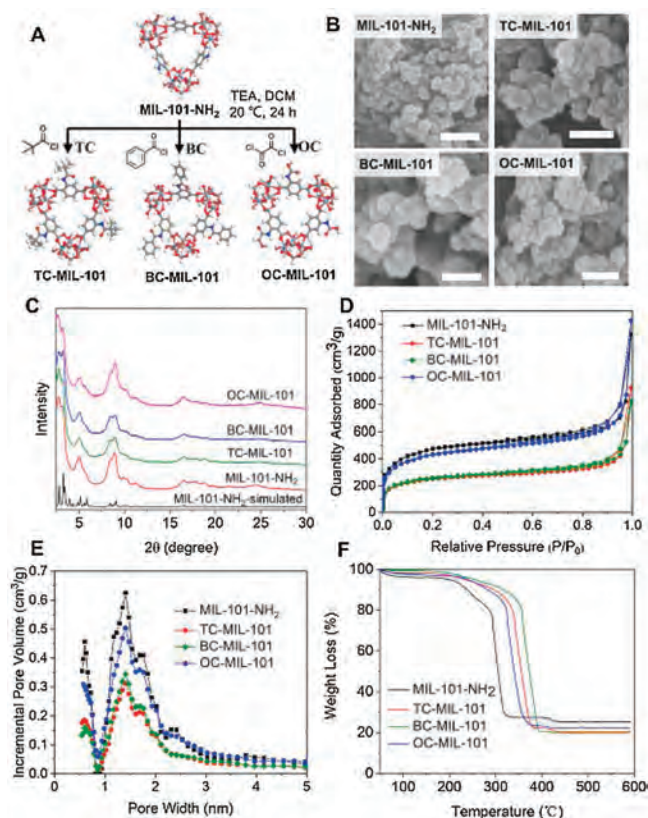 A
MIL-101-NH₂
TEA, DCM
20 ℃, 24 h
Cl
O
TC
O
Cl
BC
O
Cl
Cl
O
OC
TC-MIL-101
BC-MIL-101
OC-MIL-101
B
MIL-101-NH₂
TC-MIL-101
BC-MIL-101
OC-MIL-101
C
Intensity
OC-MIL-101
BC-MIL-101
TC-MIL-101
MIL-101-NH₂
MIL-101-NH₂-simulated
5 10 15 20 25 30
2θ (degree)
D
Quantity Adsorbed (cm³/g)
1400
1200
1000
800
600
400
200
0
MIL-101-NH₂
TC-MIL-101
BC-MIL-101
OC-MIL-101
0.0 0.2 0.4 0.6 0.8 1.0
Relative Pressure (P/P₀)
E
Incremental Pore Volume (cm³/g)
0.7
0.6
0.5
0.4
0.3
0.2
0.1
0.0
MIL-101-NH₂
TC-MIL-101
BC-MIL-101
OC-MIL-101
0 1 2 3 4 5
Pore Width (nm)
F
Weight Loss (%)
100
80
60
40
20
0
MIL-101-NH₂
TC-MIL-101
BC-MIL-101
OC-MIL-101
100 200 300 400 500 600
Temperature (℃)